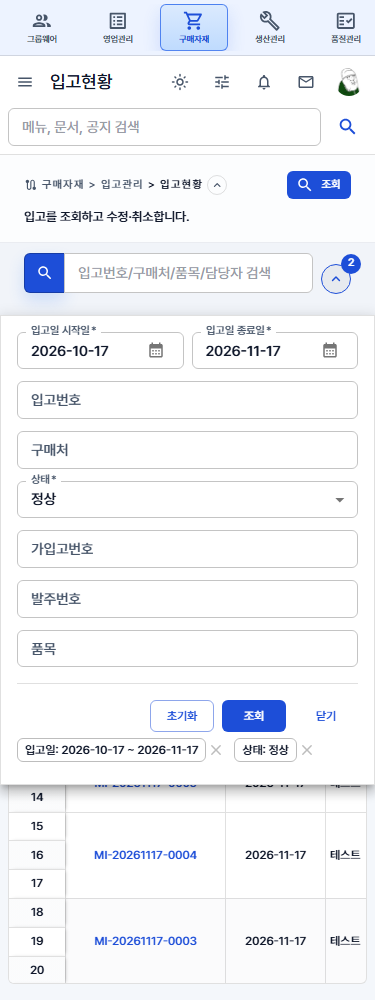 그룹웨어 영업관리 구매자재 생산관리 품질관리
입고현황
메뉴, 문서, 공지 검색
구매자재 > 입고관리 > 입고현황
조회
입고를 조회하고 수정·취소합니다.
입고번호/구매처/품목/담당자 검색
2
입고일 시작일* 입고일 종료일*
2026-10-17 2026-11-17
입고번호
구매처
상태*
정상
가입고번호
발주번호
품목
초기화 조회 닫기
입고일: 2026-10-17 ~ 2026-11-17 상태: 정상
14
15
16 MI-20261117-0004 2026-11-17 테스트
17
18
19 MI-20261117-0003 2026-11-17 테스트
20